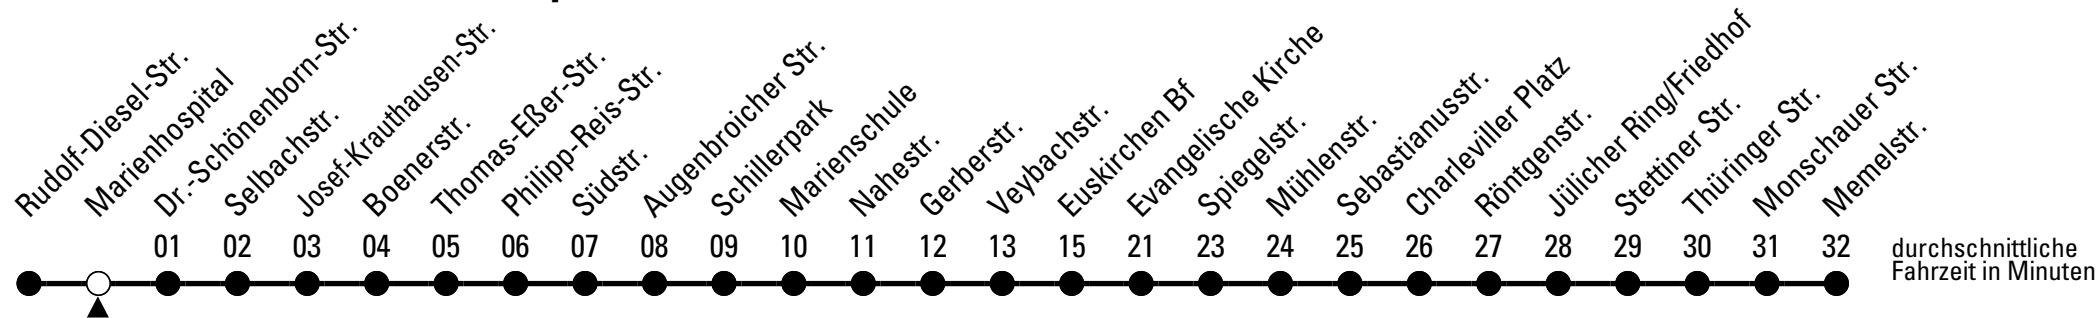 Rudolf-Diesel-Str.
Marienhospital
Dr.-Schönenborn-Str.
Selbachstr.
Josef-Krauthausen-Str.
Boenerstr.
Thomas-Eßer-Str.
Philipp-Reis-Str.
Südstr.
Augenbroicher Str.
Schillerpark
Marienschule
Nahestr.
Gerberstr.
Veybachstr.
Euskirchen Bf
Evangelische Kirche
Spiegelstr.
Mühlenstr.
Sebastianusstr.
Charleviller Platz
Röntgenstr.
Jülicher Ring/Friedhof
Stettiner Str.
Thüringer Str.
Monschauer Str.
Memelstr.
01 02 03 04 05 06 07 08 09 10 11 12 13 15 21 23 24 25 26 27 28 29 30 31 32
durchschnittliche
Fahrzeit in Minuten